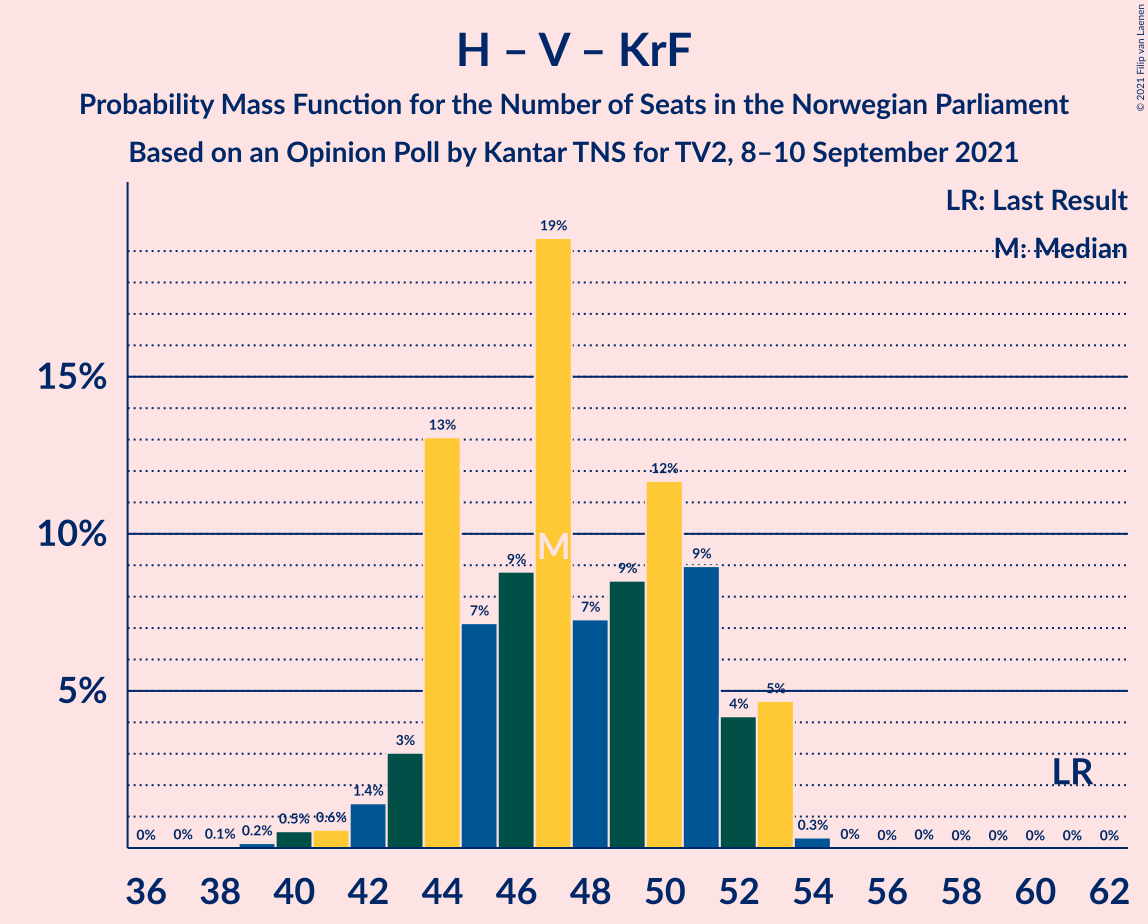 H – V – KrF
Probability Mass Function for the Number of Seats in the Norwegian Parliament
Based on an Opinion Poll by Kantar TNS for TV2, 8–10 September 2021
© 2021 Filip van Laenen
LR: Last Result
M: Median
15%
10%
5%
0% 0% 0.1% 0.2% 0.5% 0.6% 1.4% 3% 13% 7% 9% 19% 7% 9% 12% 9% 4% 5% 0.3% 0% 0% 0% 0% 0% 0% 0% 0%
M
LR
36 38 40 42 44 46 48 50 52 54 56 58 60 62